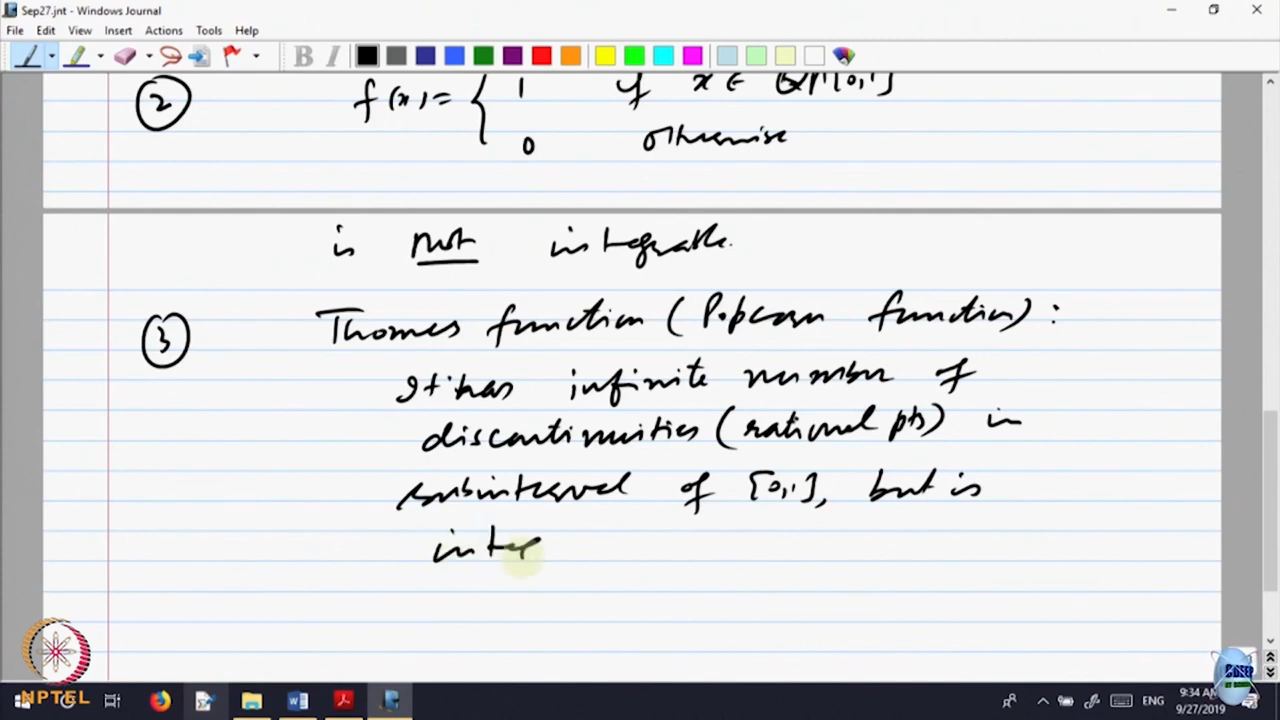 Sep27.jnt - Windows Journal
File Edit View Insert Actions Tools Help
2 f(x) = { 1 if x ∈ Q∩[0,1]
0 otherwise
is not integrable.
3 Thomes function (Popcorn function) :
It has infinite number of
discontinuities (rational pts) in
subinterval of [0,1], but is
integ
NPTEL
ENG
9:34 AM
9/27/2019